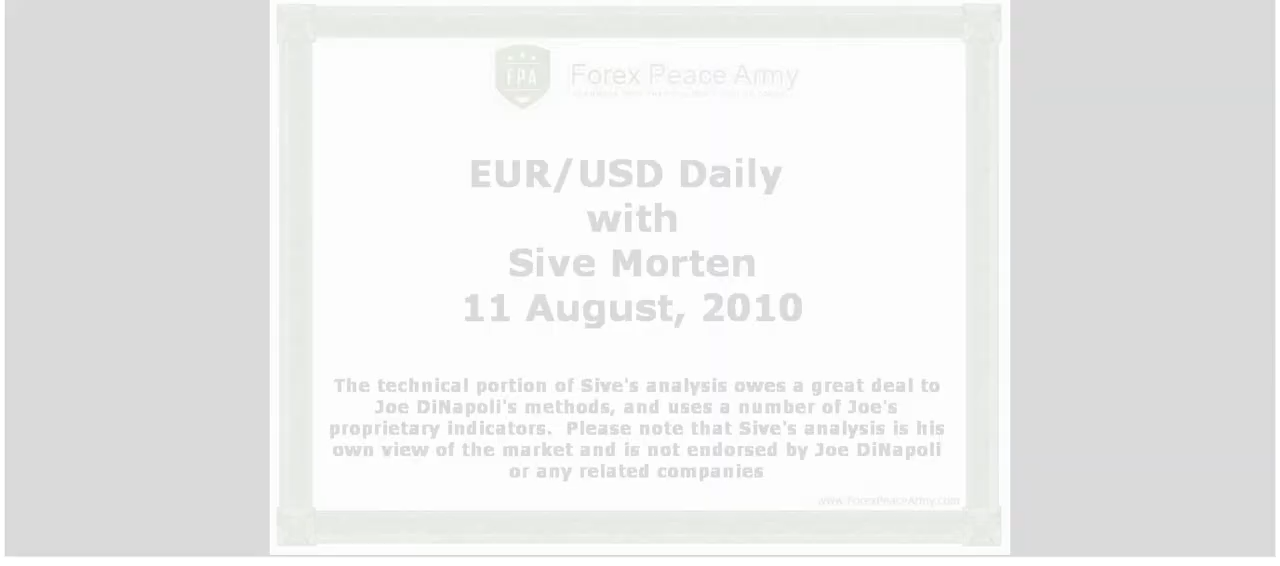 FPA
Forex Peace Army
EUR/USD Daily
with
Sive Morten
11 August, 2010
The technical portion of Sive's analysis owes a great deal to
Joe DiNapoli's methods, and uses a number of Joe's
proprietary indicators.  Please note that Sive's analysis is his
own view of the market and is not endorsed by Joe DiNapoli
or any related companies
www.ForexPeaceArmy.com